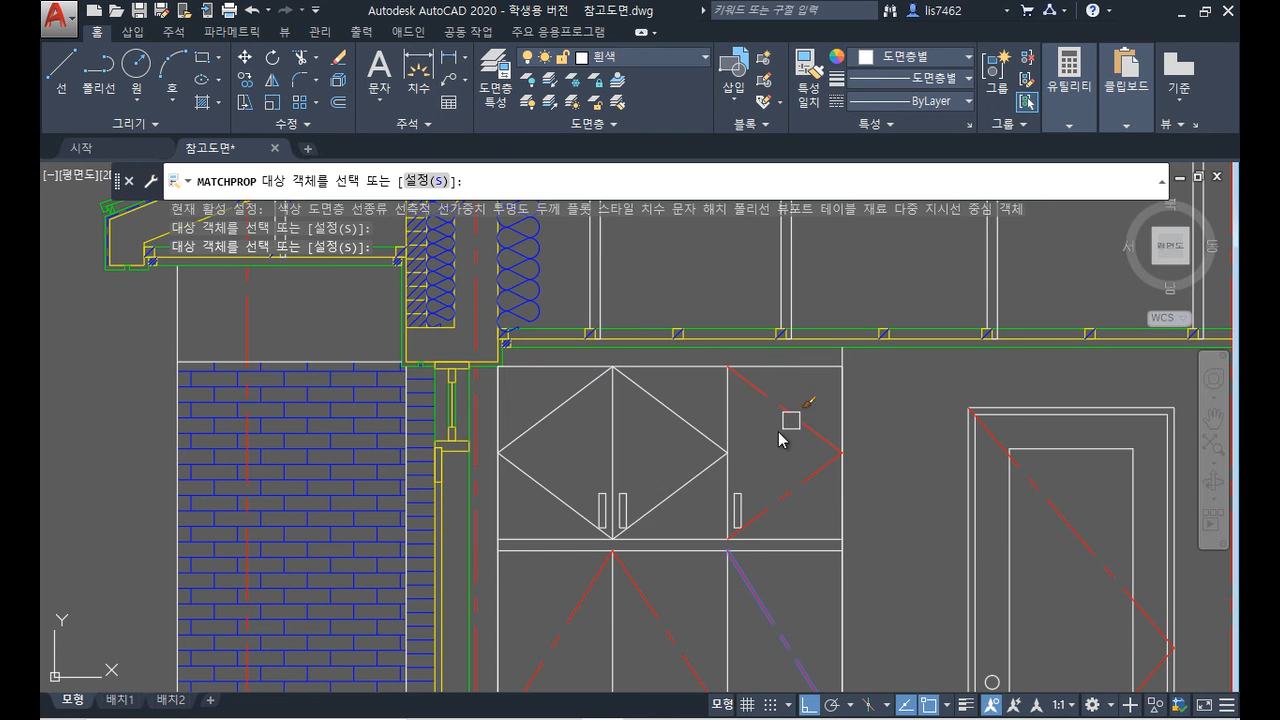 Autodesk AutoCAD 2020 - 학생용 버전 참고도면.dwg
키워드 또는 구절 입력
lis7462
홈 삽입 주석 파라메트릭 뷰 관리 출력 애드인 공동 작업 주요 응용프로그램
흰색
도면층별
도면층별
ByLayer
선 폴리선 원 호
문자 치수
도면층
특성
삽입
특성
일치
그룹
유틸리티
클립보드
기준
그리기 수정 주석 도면층 블록 특성 그룹 뷰
시작 참고도면*
[−][평면도][2D
MATCHPROP 대상 객체를 선택 또는 [설정(S)]:
현재 활성 설정: 색상 도면층 선종류 선축척 선가중치 투명도 두께 플롯 스타일 치수 문자 해치 폴리선 뷰포트 테이블 재료 다중 지시선 중심 객체
대상 객체를 선택 또는 [설정(S)]:
대상 객체를 선택 또는 [설정(S)]:
북
서 평면도 동
남
WCS
Y
X
모형 배치1 배치2
모형
1:1